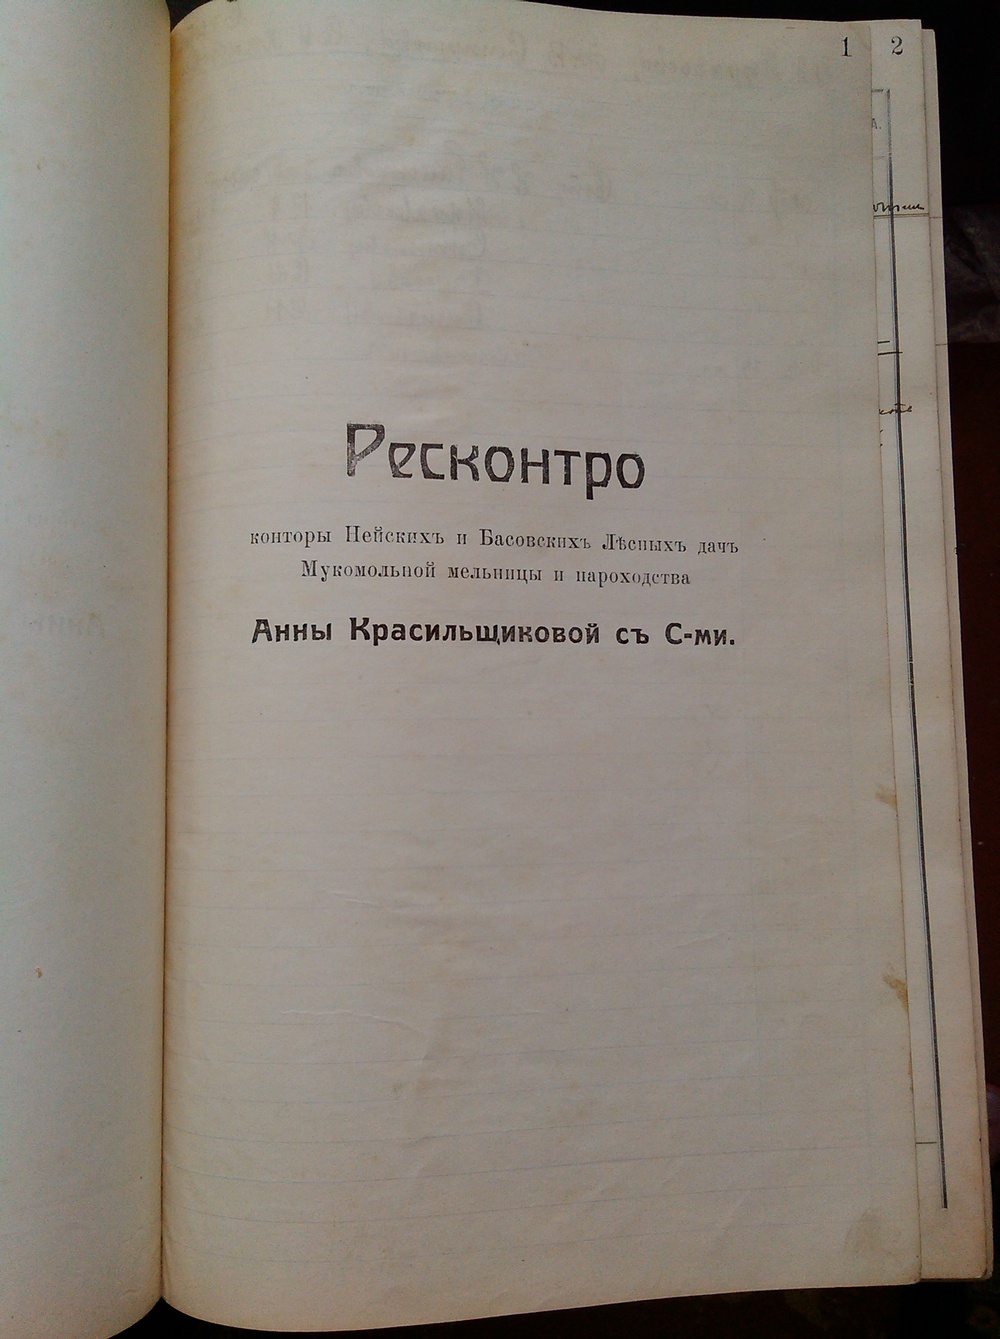 1 2
А.
Ресконтро
конторы Нейскихъ и Басовскихъ Лѣсныхъ дачъ
Мукомольной мельницы и пароходства
Анны Красильщиковой съ С-ми.